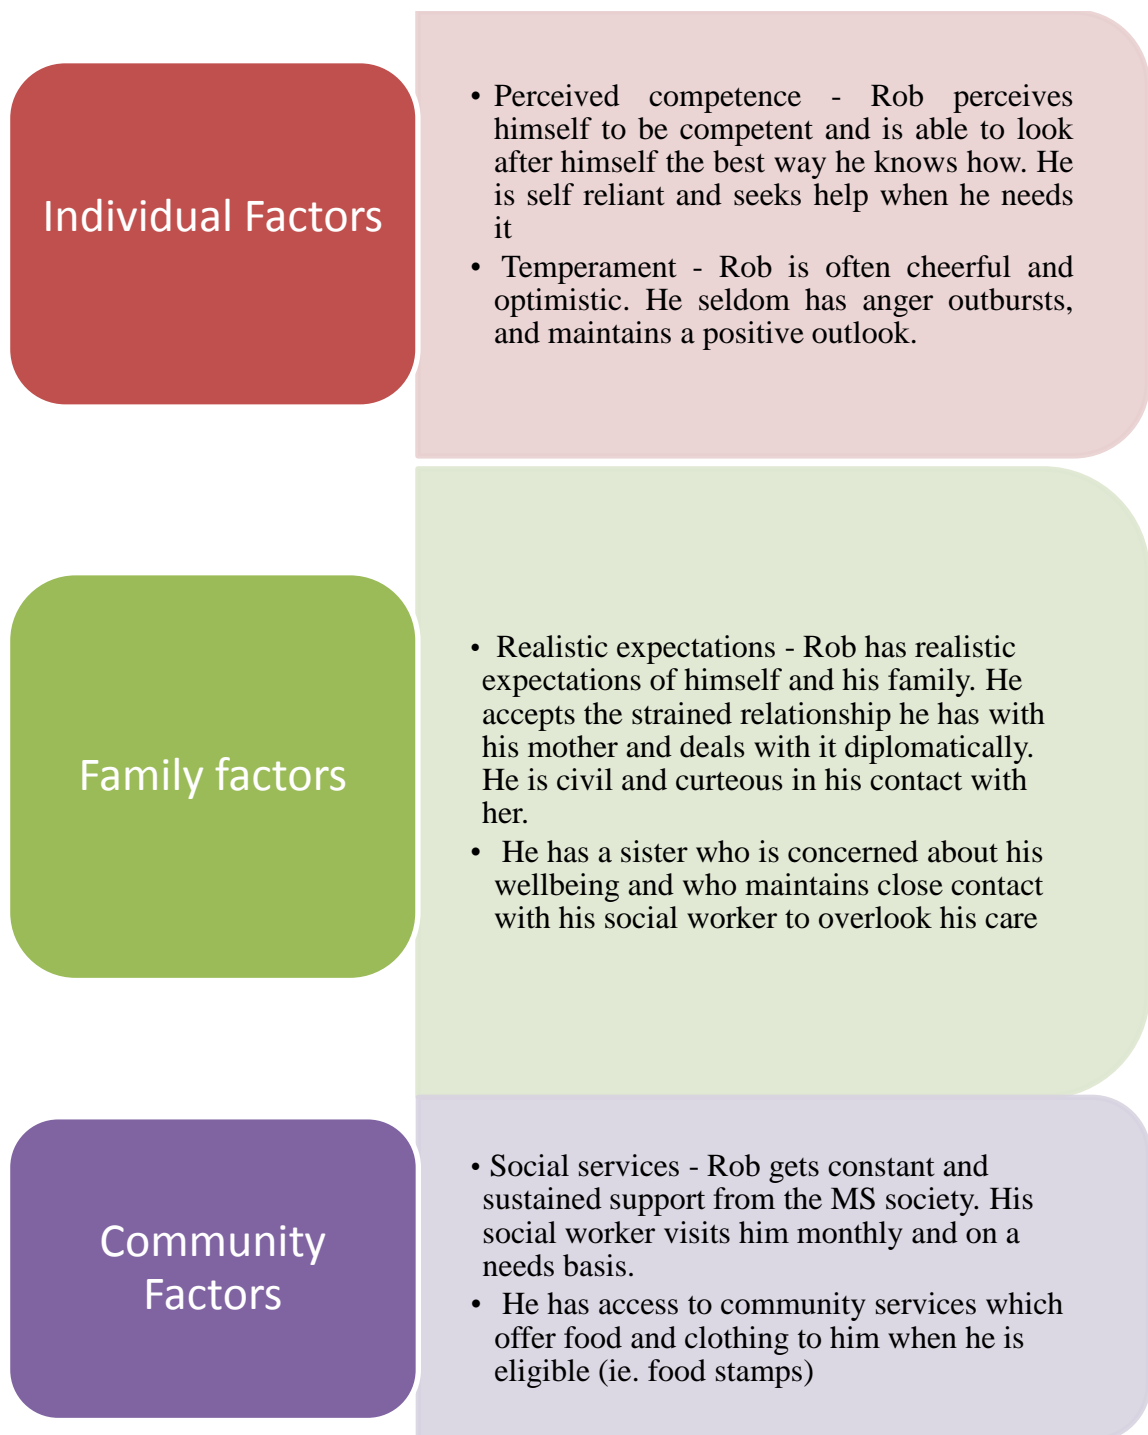 Individual Factors
• Perceived competence - Rob perceives
himself to be competent and is able to look
after himself the best way he knows how. He
is self reliant and seeks help when he needs
it
• Temperament - Rob is often cheerful and
optimistic. He seldom has anger outbursts,
and maintains a positive outlook.
Family factors
• Realistic expectations - Rob has realistic
expectations of himself and his family. He
accepts the strained relationship he has with
his mother and deals with it diplomatically.
He is civil and curteous in his contact with
her.
• He has a sister who is concerned about his
wellbeing and who maintains close contact
with his social worker to overlook his care
Community
Factors
• Social services - Rob gets constant and
sustained support from the MS society. His
social worker visits him monthly and on a
needs basis.
• He has access to community services which
offer food and clothing to him when he is
eligible (ie. food stamps)